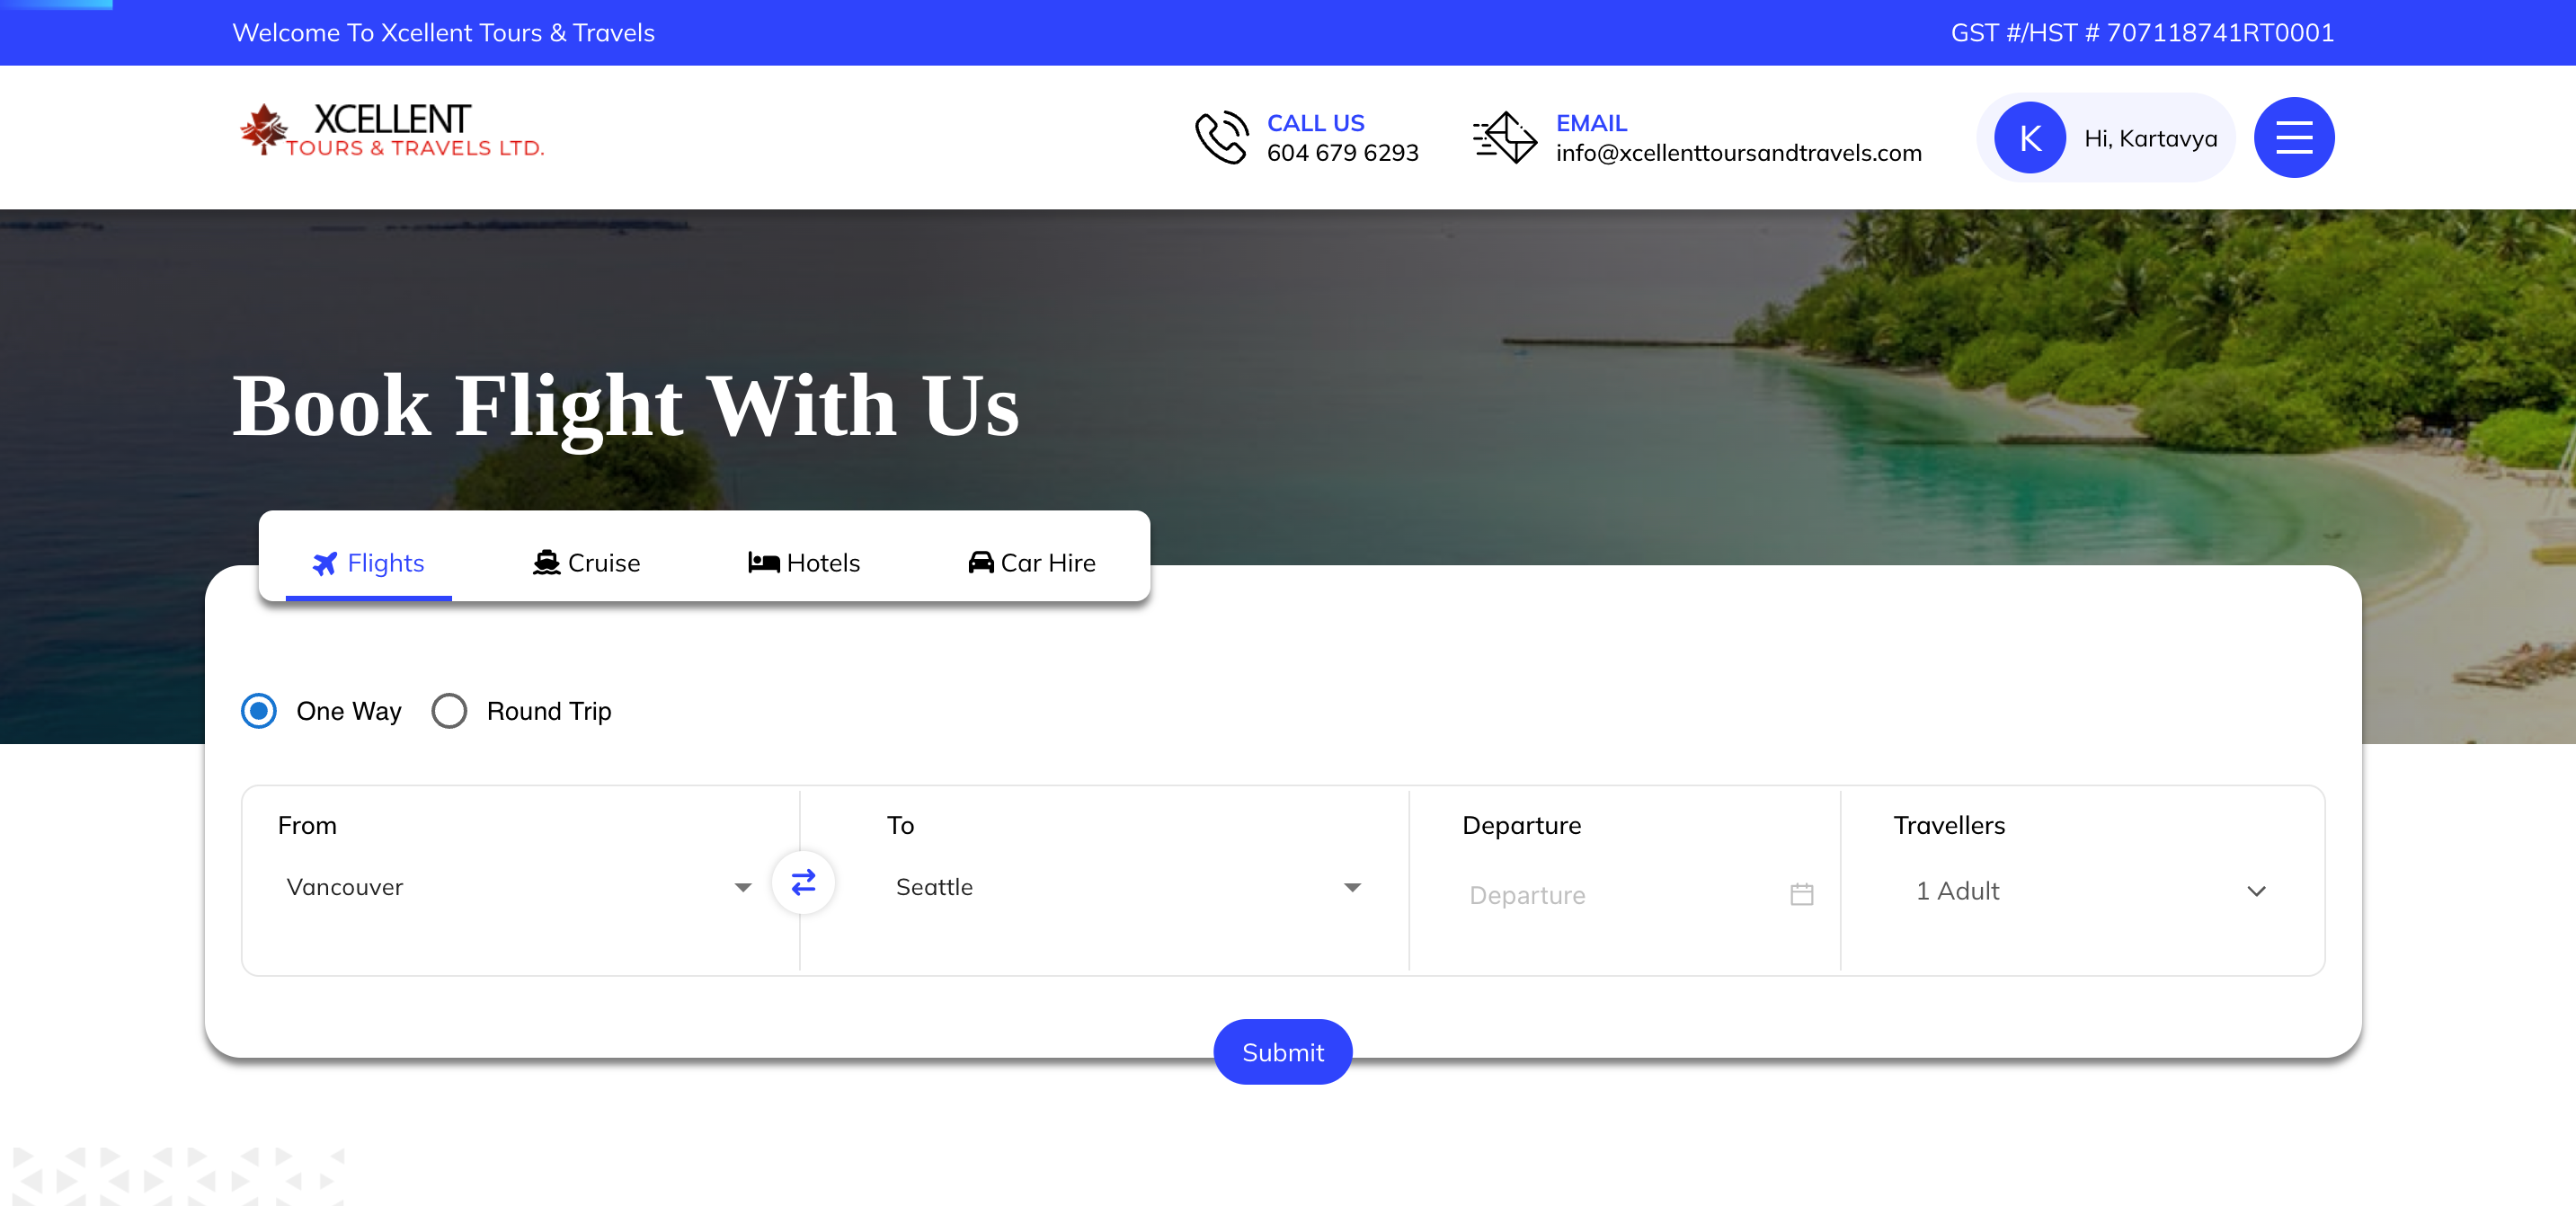 Welcome To Xcellent Tours & Travels
GST #/HST # 707118741RT0001
XCELLENT
TOURS & TRAVELS LTD.
CALL US
604 679 6293
EMAIL
info@xcellenttoursandtravels.com
K
Hi, Kartavya
Book Flight With Us
Flights
Cruise
Hotels
Car Hire
One Way
Round Trip
From
Vancouver
To
Seattle
Departure
Departure
Travellers
1 Adult
Submit